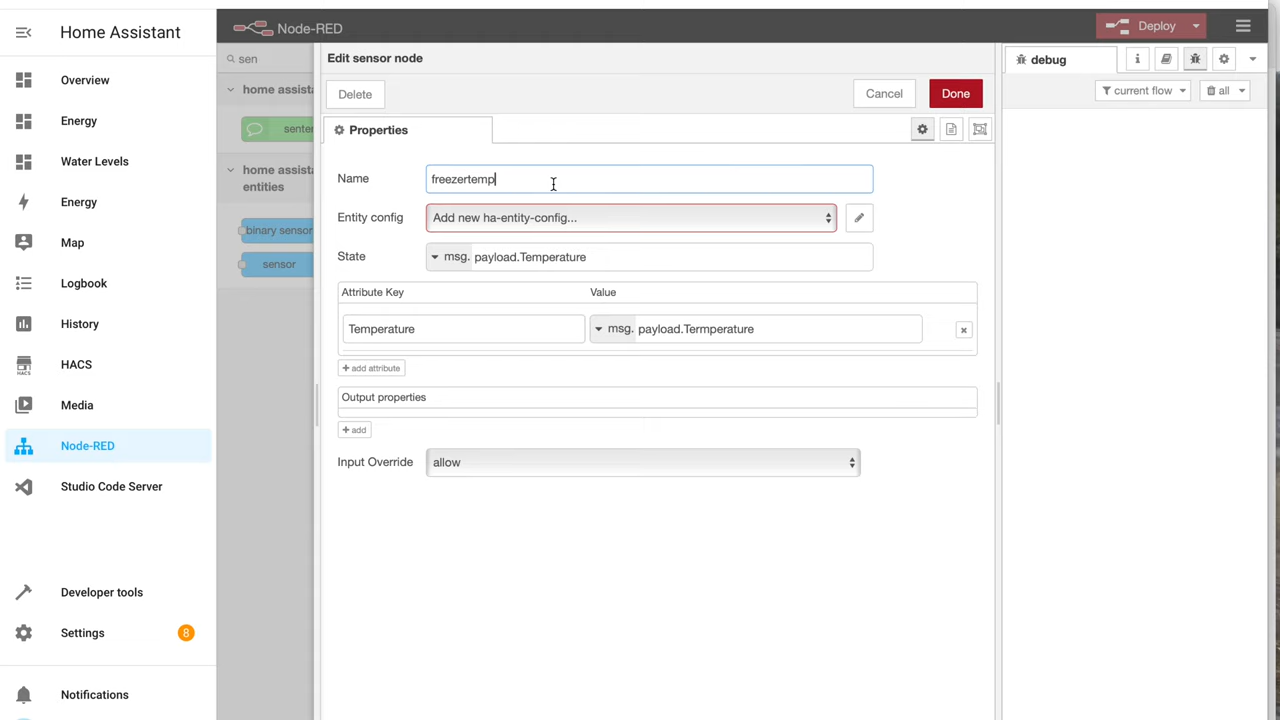 Home Assistant
Overview
Energy
Water Levels
Energy
Map
Logbook
History
HACS
HACS
Media
Node-RED
Studio Code Server
Developer tools
Settings
8
Notifications
Node-RED
Deploy
sen
home assista
senten
home assistant
entities
binary sensor
sensor
Edit sensor node
Delete
Cancel
Done
Properties
Name
freezertemp
Entity config
Add new ha-entity-config...
State
msg. payload.Temperature
Attribute Key
Value
Temperature
msg. payload.Termperature
x
+ add attribute
Output properties
+ add
Input Override
allow
debug
i
current flow
all